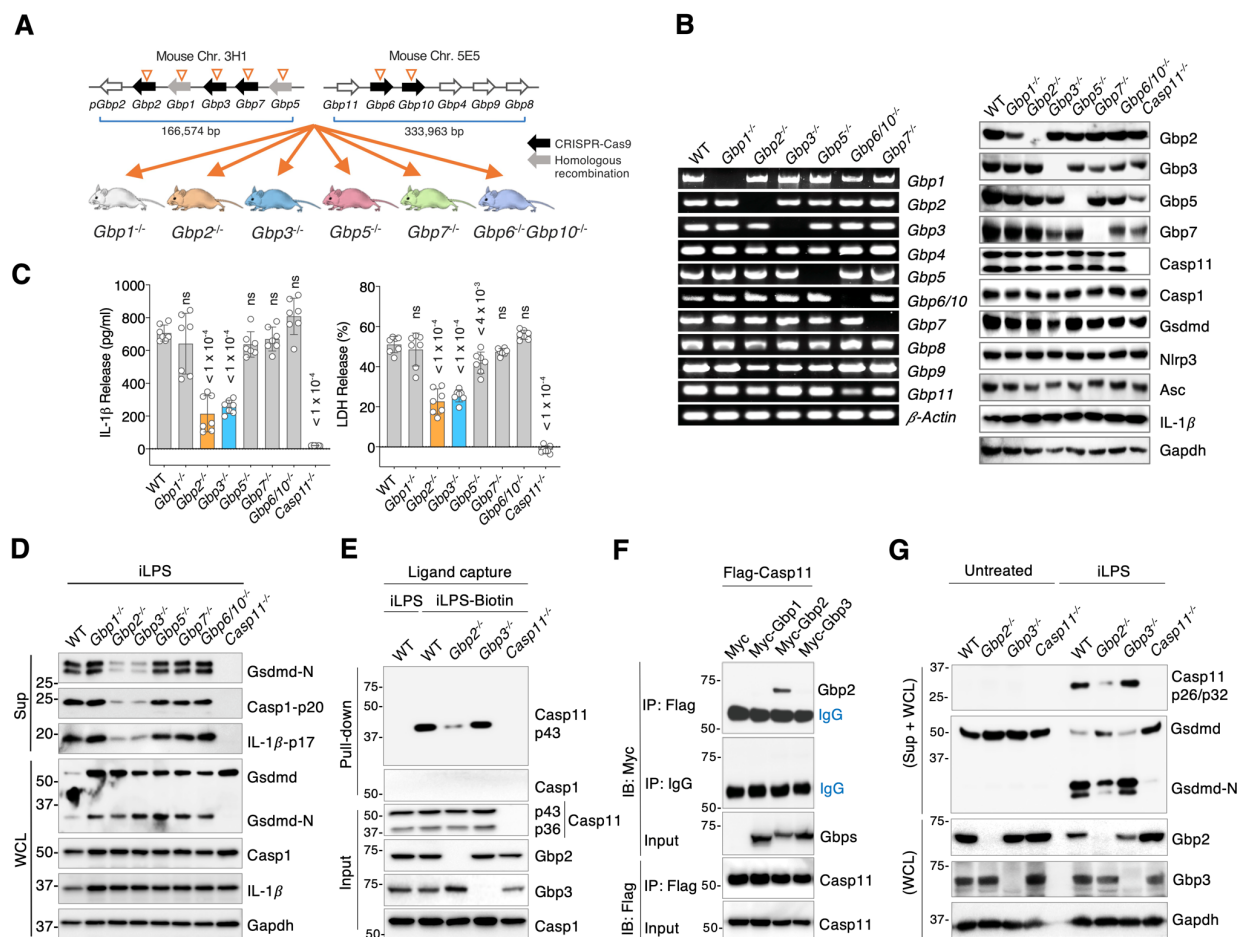 A
Mouse Chr. 3H1
Mouse Chr. 5E5
pGbp2 Gbp2 Gbp1 Gbp3 Gbp7 Gbp5
Gbp11 Gbp6 Gbp10 Gbp4 Gbp9 Gbp8
166,574 bp
333,963 bp
CRISPR-Cas9
Homologous
recombination
Gbp1-/- Gbp2-/- Gbp3-/- Gbp5-/- Gbp7-/- Gbp6-/-Gbp10-/-
B
WT Gbp1-/- Gbp2-/- Gbp3-/- Gbp5-/- Gbp6/10-/- Gbp7-/-
Gbp1
Gbp2
Gbp3
Gbp4
Gbp5
Gbp6/10
Gbp7
Gbp8
Gbp9
Gbp11
β-Actin
WT Gbp1-/- Gbp2-/- Gbp3-/- Gbp5-/- Gbp7-/- Gbp6/10-/- Casp11-/-
Gbp2
Gbp3
Gbp5
Gbp7
Casp11
Casp1
Gsdmd
Nlrp3
Asc
IL-1β
Gapdh
C
IL-1β Release (pg/ml)
1000
800
600
400
200
0
ns
< 1 x 10-4
< 1 x 10-4
ns
ns
ns
< 1 x 10-4
WT Gbp1-/- Gbp2-/- Gbp3-/- Gbp5-/- Gbp7-/- Gbp6/10-/- Casp11-/-
LDH Release (%)
80
60
40
20
0
ns
< 1 x 10-4
< 1 x 10-4
< 4 x 10-3
ns
ns
< 1 x 10-4
WT Gbp1-/- Gbp2-/- Gbp3-/- Gbp5-/- Gbp7-/- Gbp6/10-/- Casp11-/-
D
iLPS
WT Gbp1-/- Gbp2-/- Gbp3-/- Gbp5-/- Gbp7-/- Gbp6/10-/- Casp11-/-
Sup
25- Gsdmd-N
Casp1-p20
20- IL-1β-p17
WCL
50- Gsdmd
37- Gsdmd-N
50- Casp1
37- IL-1β
37- Gapdh
E
Ligand capture
iLPS iLPS-Biotin
WT WT Gbp2-/- Gbp3-/- Casp11-/-
Pull-down
75-
50-
37-
Casp11
p43
50- Casp1
Input
50- p43
37- p36
Casp11
75- Gbp2
75- Gbp3
50- Casp1
F
Flag-Casp11
Myc Myc-Gbp1 Myc-Gbp2 Myc-Gbp3
IB: Myc
IP: Flag 75- Gbp2
50- IgG
IP: IgG IgG
50-
75-
Input Gbps
IB: Flag
IP: Flag 50- Casp11
Input 50- Casp11
G
Untreated iLPS
WT Gbp2-/- Gbp3-/- Casp11-/- WT Gbp2-/- Gbp3-/- Casp11-/-
(Sup + WCL)
37-
25-
Casp11
p26/p32
50- Gsdmd
37-
25-
Gsdmd-N
(WCL)
75- Gbp2
75- Gbp3
37- Gapdh